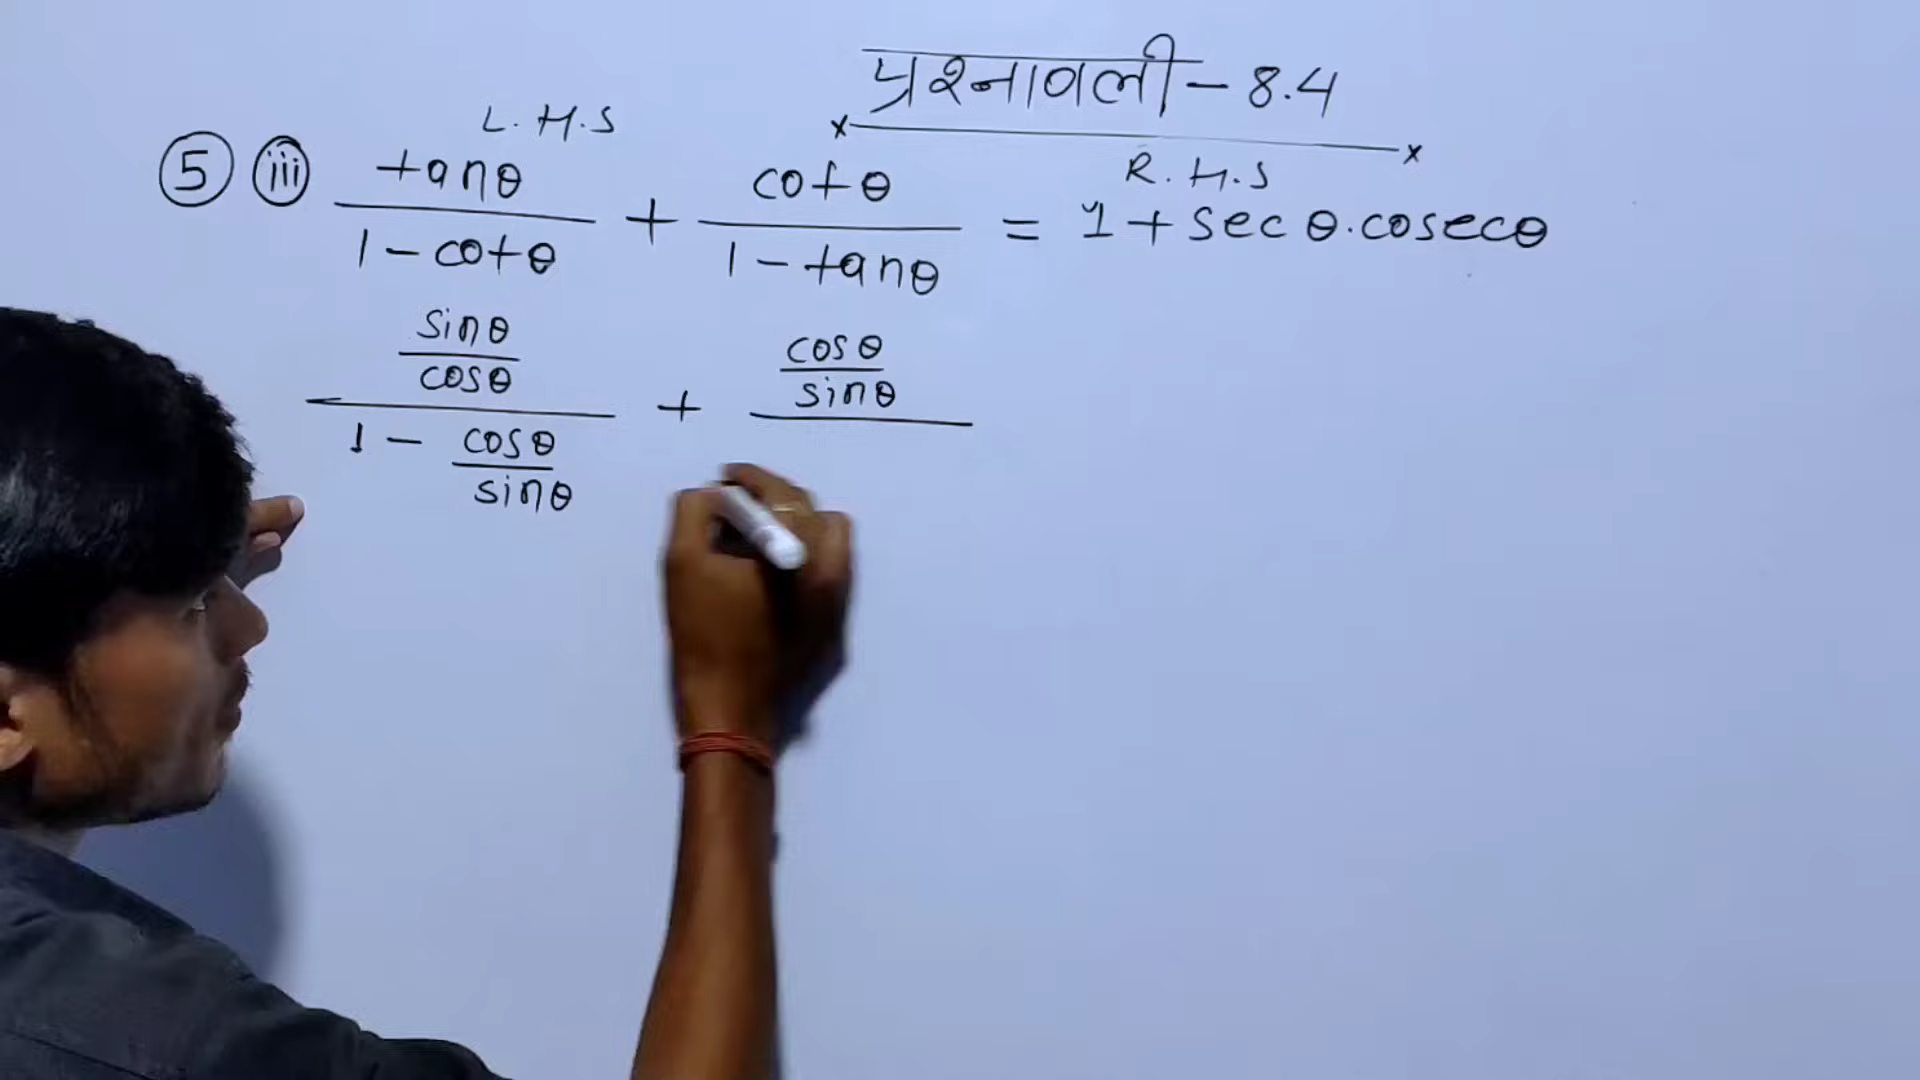 प्रश्नावली - 8.4
L.H.S R.H.S
5 iii tanθ / 1 - cotθ + cotθ / 1 - tanθ = 1 + sec θ . cosecθ
sinθ / cosθ / 1 - cosθ / sinθ + cosθ / sinθ